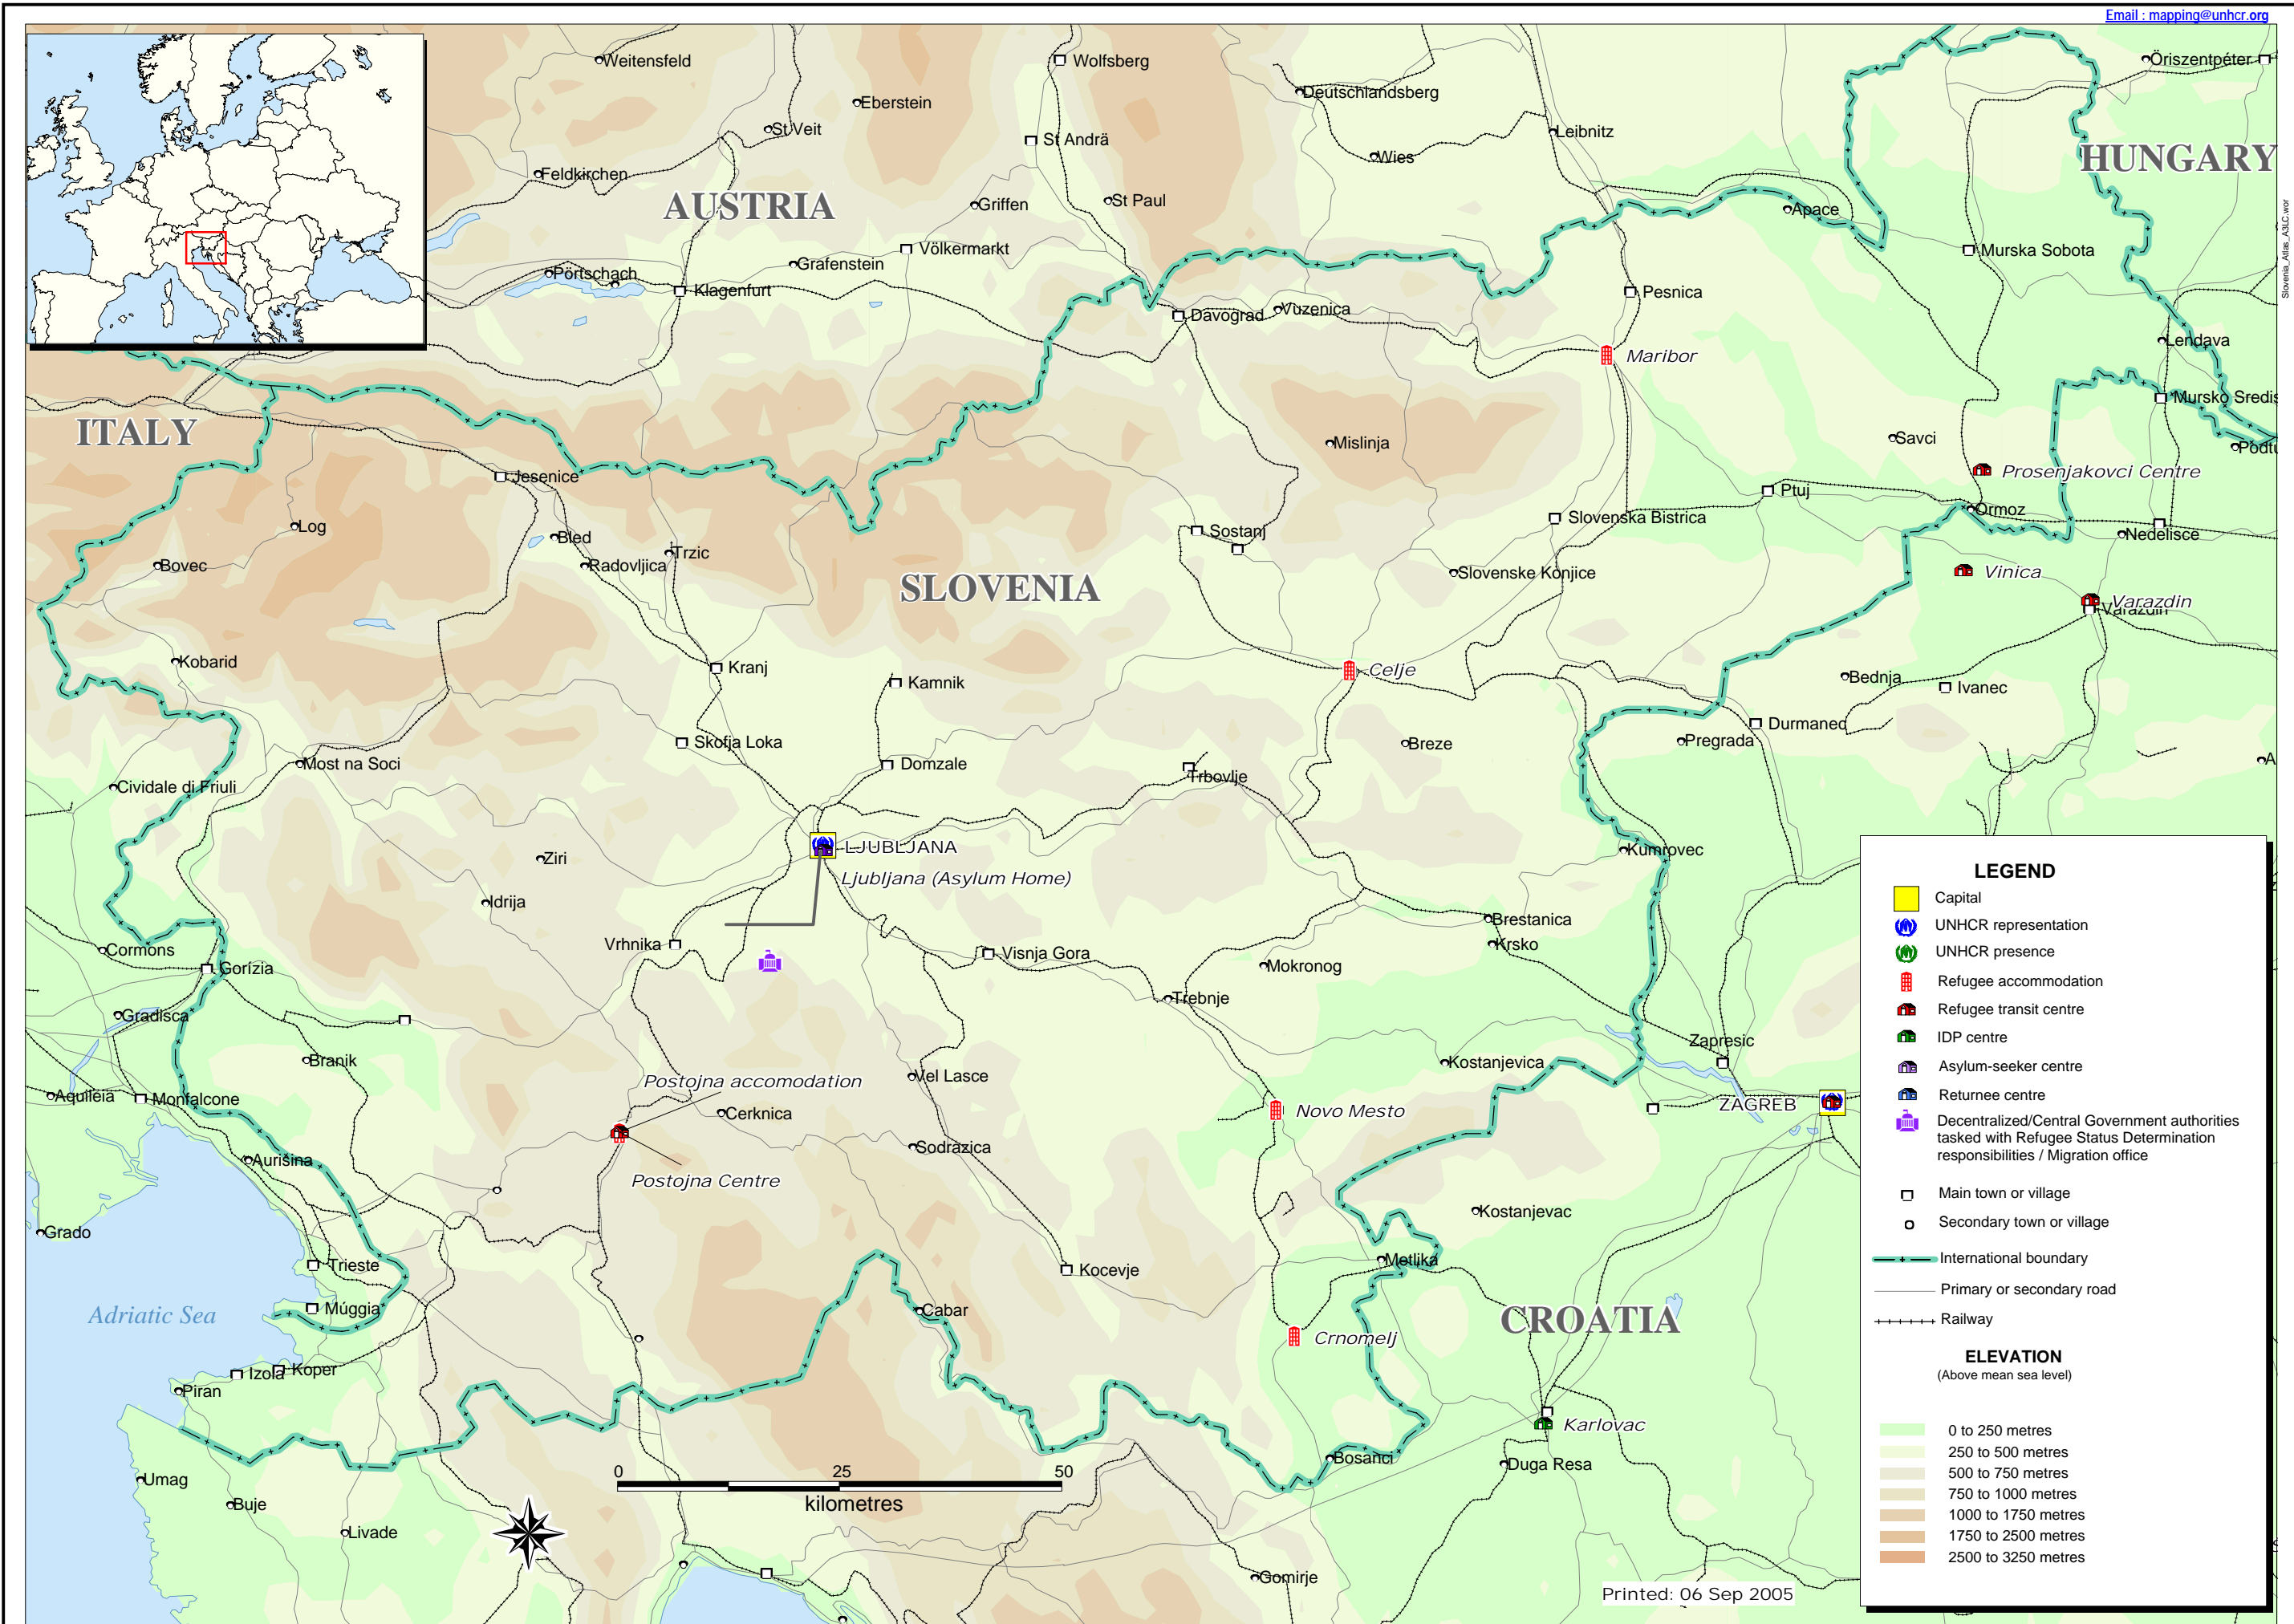 Email : mapping@unhcr.org
Slovenia_Atlas_A3LC.wor
Weitensfeld
Wolfsberg
Öriszentpéter
Eberstein
Deutschlandsberg
St Veit
St Andrä
Leibnitz
Wies
HUNGARY
Feldkirchen
AUSTRIA
Griffen
St Paul
Apace
Völkermarkt
Murska Sobota
Grafenstein
Pörtschach
Klagenfurt
Pesnica
Davograd
Vuzenica
Lendava
Maribor
Mursko Sredis
ITALY
Mislinja
Savci
Podtu
Jesenice
Prosenjakovci Centre
Ptuj
Ormoz
Log
Slovenska Bistrica
Sostanj
Nedelisce
Bled
Trzic
Bovec
Radovljica
Slovenske Konjice
Vinica
SLOVENIA
Varazdin
Varazdin
Kobarid
Kranj
Celje
Kamnik
Bednja
Ivanec
Durmanec
Skofja Loka
Breze
Pregrada
Most na Soci
Domzale
A
Trbovlje
Cividale di Friuli
LJUBLJANA
Kumrovec
Ziri
Ljubljana (Asylum Home)
Idrija
Brestanica
Vrhnika
Krsko
Cormons
Visnja Gora
Gorizia
Mokronog
Trebnje
Gradisca
Zapresic
Branik
Kostanjevica
Postojna accomodation
Vel Lasce
Aquileia
Monfalcone
Cerknica
Novo Mesto
ZAGREB
Sodrazica
Aurisina
Postojna Centre
Kostanjevac
Grado
Metlika
Trieste
Kocevje
Adriatic Sea
Muggia
Cabar
CROATIA
Crnomelj
Izola
Koper
Piran
Karlovac
Bosanci
Duga Resa
Umag
0 25 50
kilometres
Buje
Livade
Gomirje
Printed: 06 Sep 2005
LEGEND
Capital
UNHCR representation
UNHCR presence
Refugee accommodation
Refugee transit centre
IDP centre
Asylum-seeker centre
Returnee centre
Decentralized/Central Government authorities
tasked with Refugee Status Determination
responsibilities / Migration office
Main town or village
Secondary town or village
International boundary
Primary or secondary road
Railway
ELEVATION
(Above mean sea level)
0 to 250 metres
250 to 500 metres
500 to 750 metres
750 to 1000 metres
1000 to 1750 metres
1750 to 2500 metres
2500 to 3250 metres